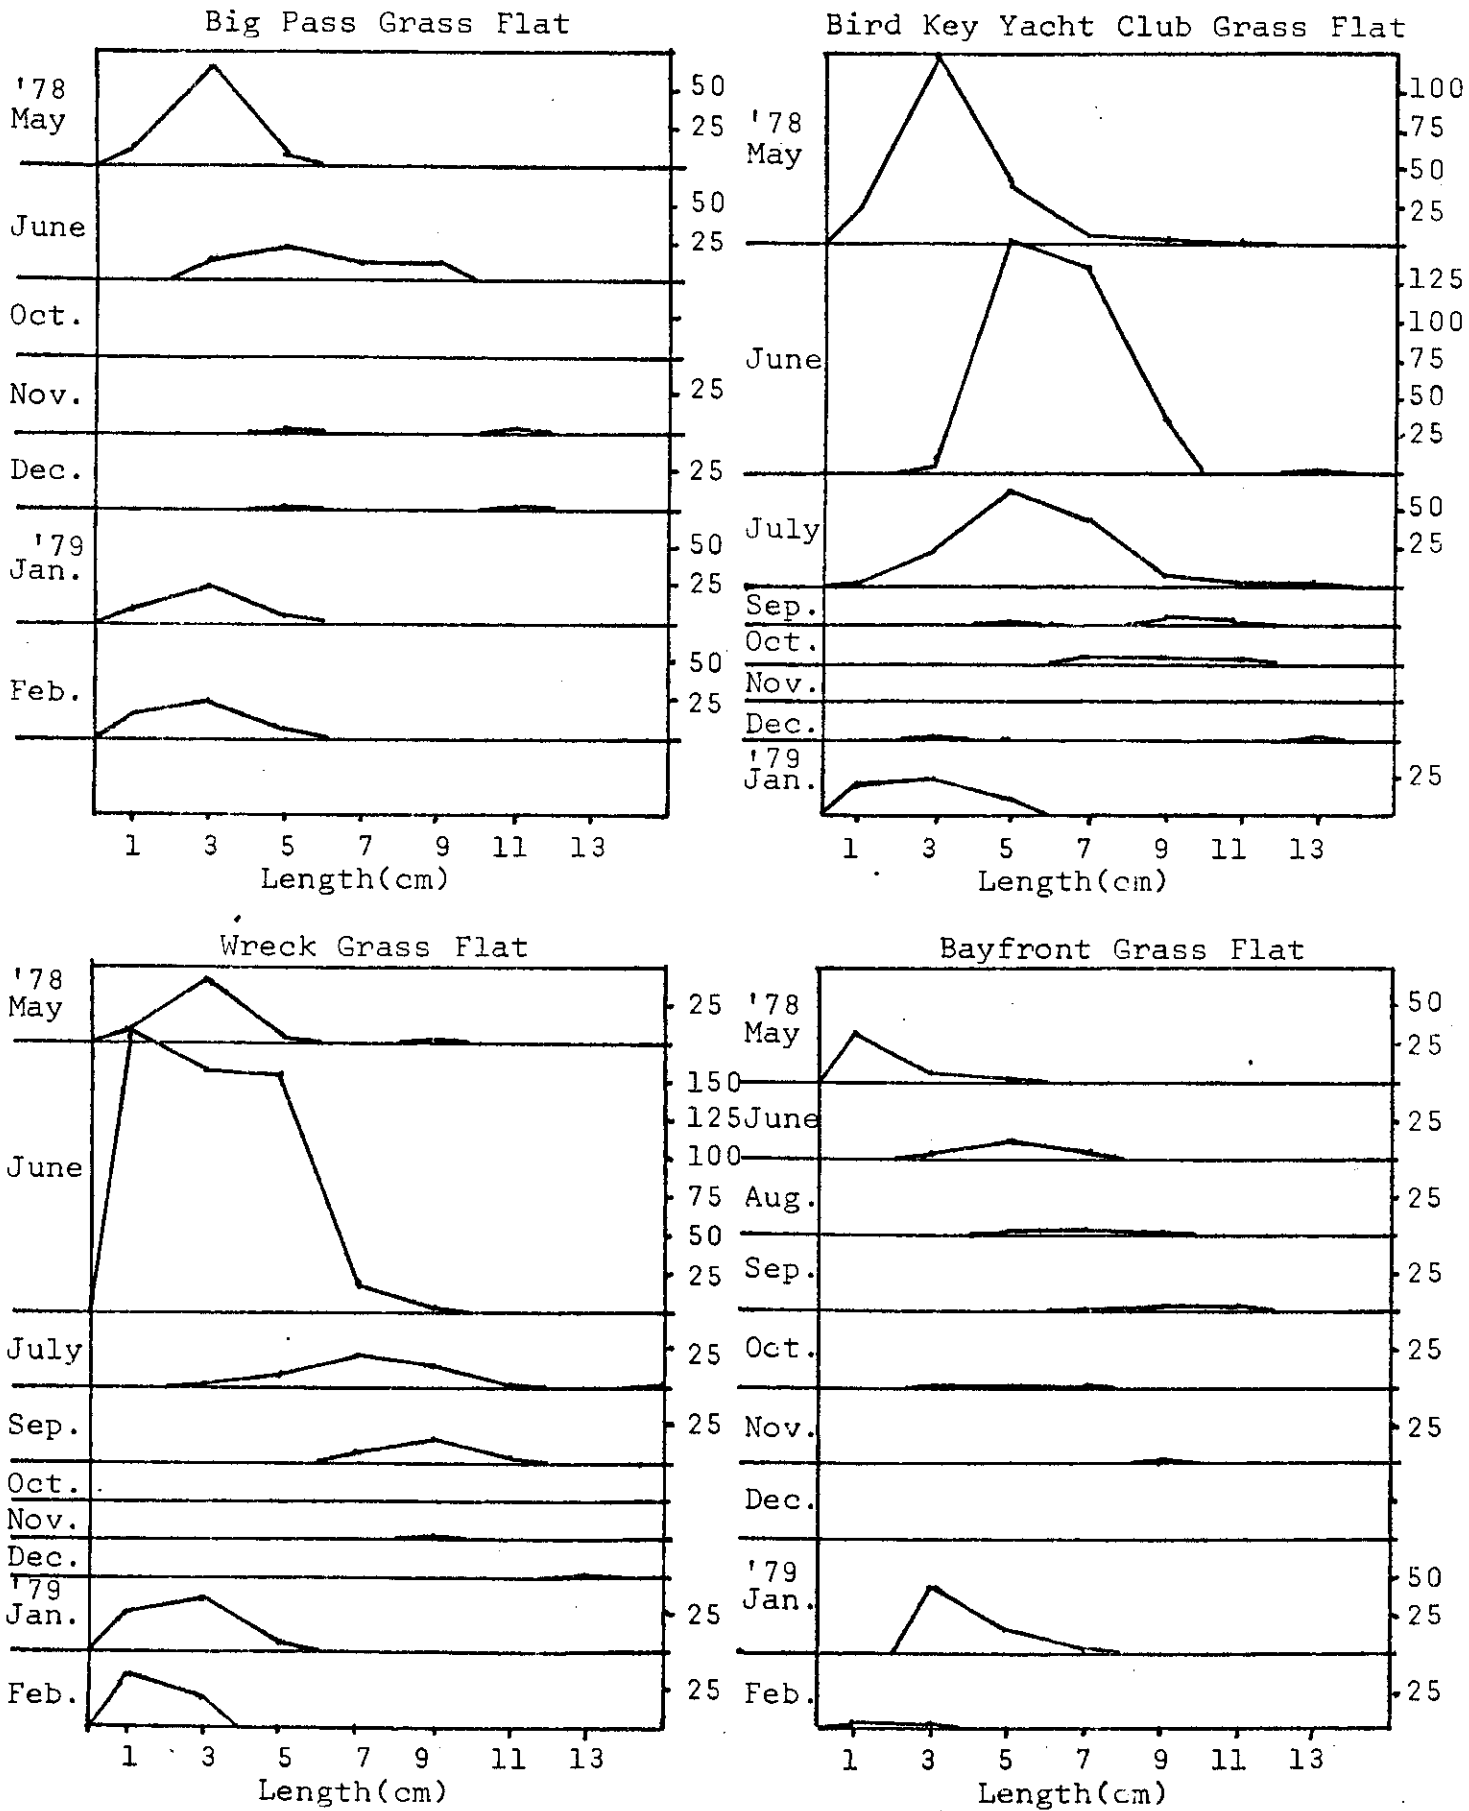 Big Pass Grass Flat
'78
May
50
25
June
50
25
Oct.
Nov.
25
Dec.
25
'79
Jan.
50
25
Feb.
50
25
1 3 5 7 9 11 13
Length(cm)
Bird Key Yacht Club Grass Flat
'78
May
100
75
50
25
June
125
100
75
50
25
July
50
25
Sep.
Oct.
Nov.
Dec.
'79
Jan.
25
1 3 5 7 9 11 13
Length(cm)
Wreck Grass Flat
'78
May
25
June
150
125
100
75
50
25
July
25
Sep.
25
Oct.
Nov.
Dec.
'79
Jan.
25
Feb.
25
1 3 5 7 9 11 13
Length(cm)
Bayfront Grass Flat
'78
May
50
25
June
25
Aug.
25
Sep.
25
Oct.
25
Nov.
25
Dec.
'79
Jan.
50
25
Feb.
25
1 3 5 7 9 11 13
Length(cm)